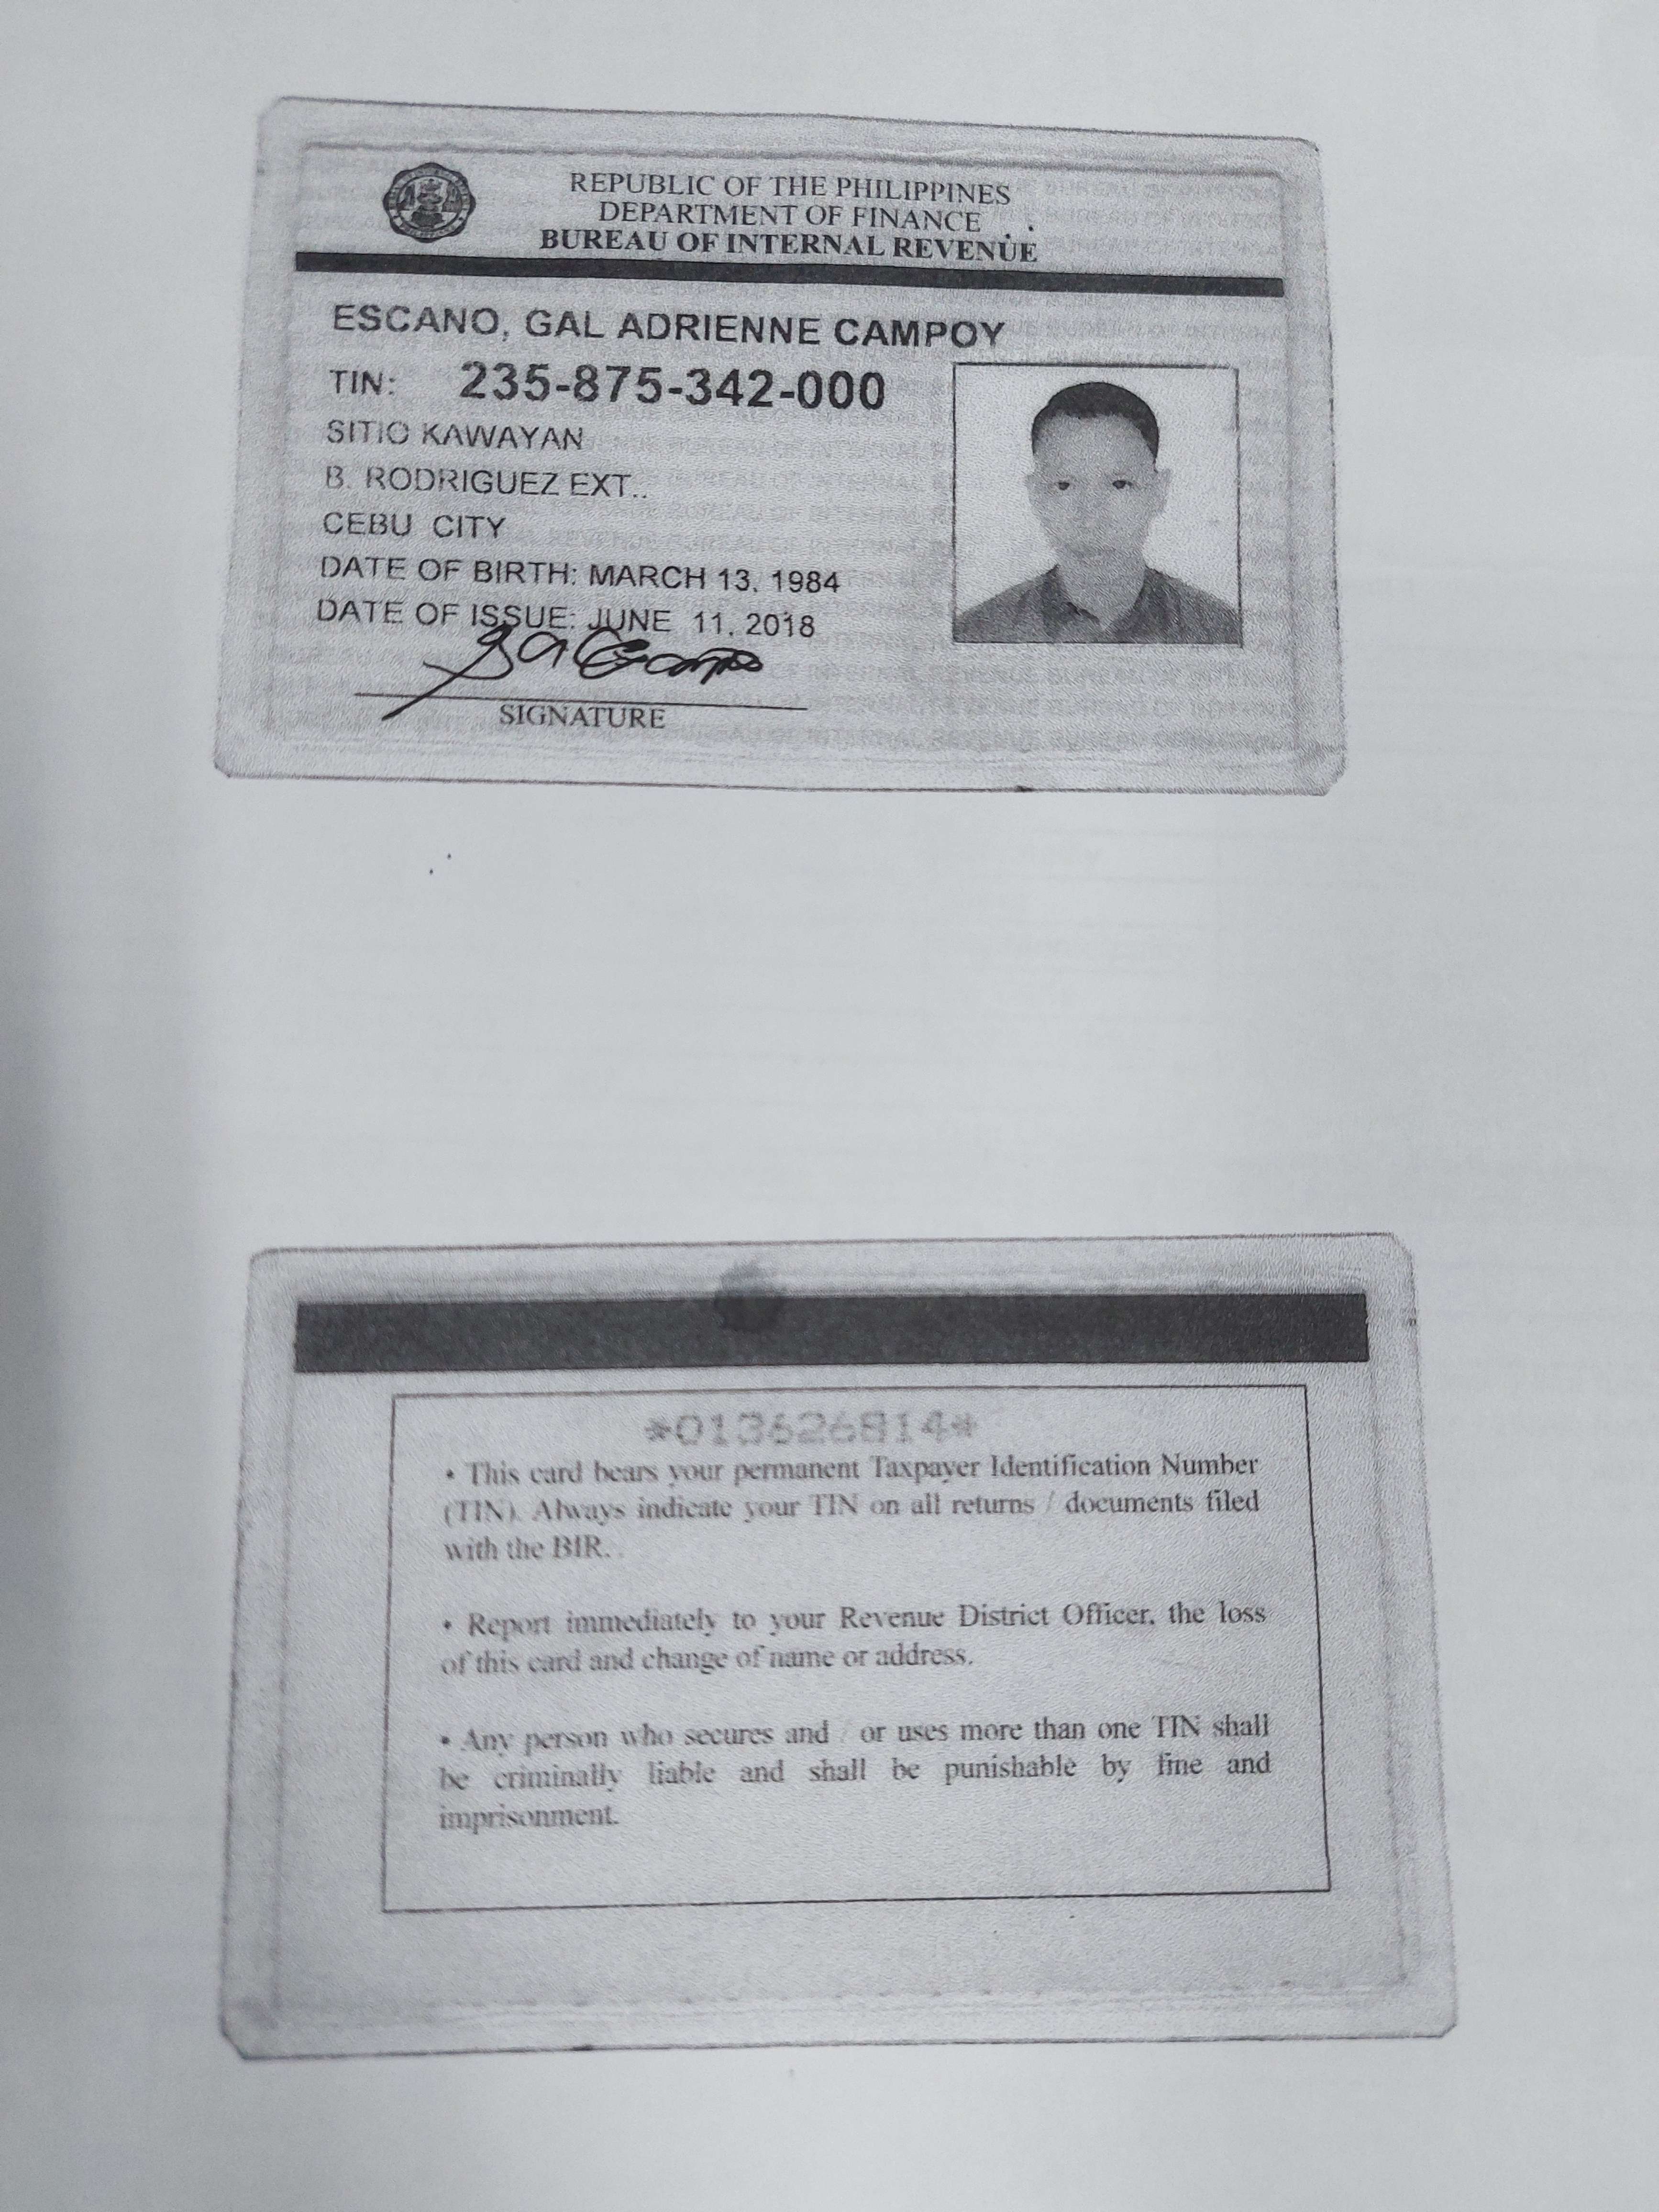 REPUBLIC OF THE PHILIPPINES
DEPARTMENT OF FINANCE
BUREAU OF INTERNAL REVENUE
ESCANO, GAL ADRIENNE CAMPOY
TIN: 235-875-342-000
SITIO KAWAYAN
B. RODRIGUEZ EXT..
CEBU CITY
DATE OF BIRTH: MARCH 13, 1984
DATE OF ISSUE: JUNE 11, 2018
SIGNATURE
*013626814*
• This card bears your permanent Taxpayer Identification Number
(TIN). Always indicate your TIN on all returns / documents filed
with the BIR.
• Report immediately to your Revenue District Officer, the loss
of this card and change of name or address.
• Any person who secures and / or uses more than one TIN shall
be criminally liable and shall be punishable by fine and
imprisonment.